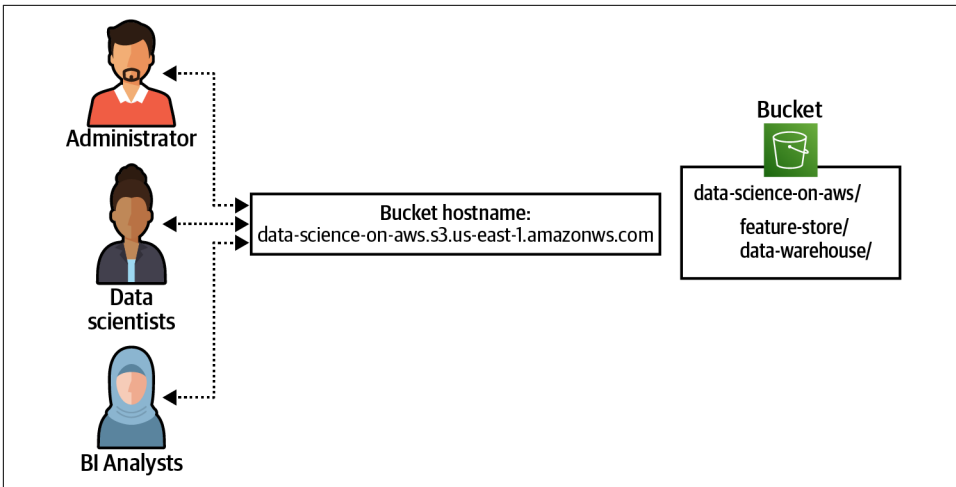 Administrator
Data
scientists
BI Analysts
Bucket hostname:
data-science-on-aws.s3.us-east-1.amazonws.com
Bucket
data-science-on-aws/
feature-store/
data-warehouse/